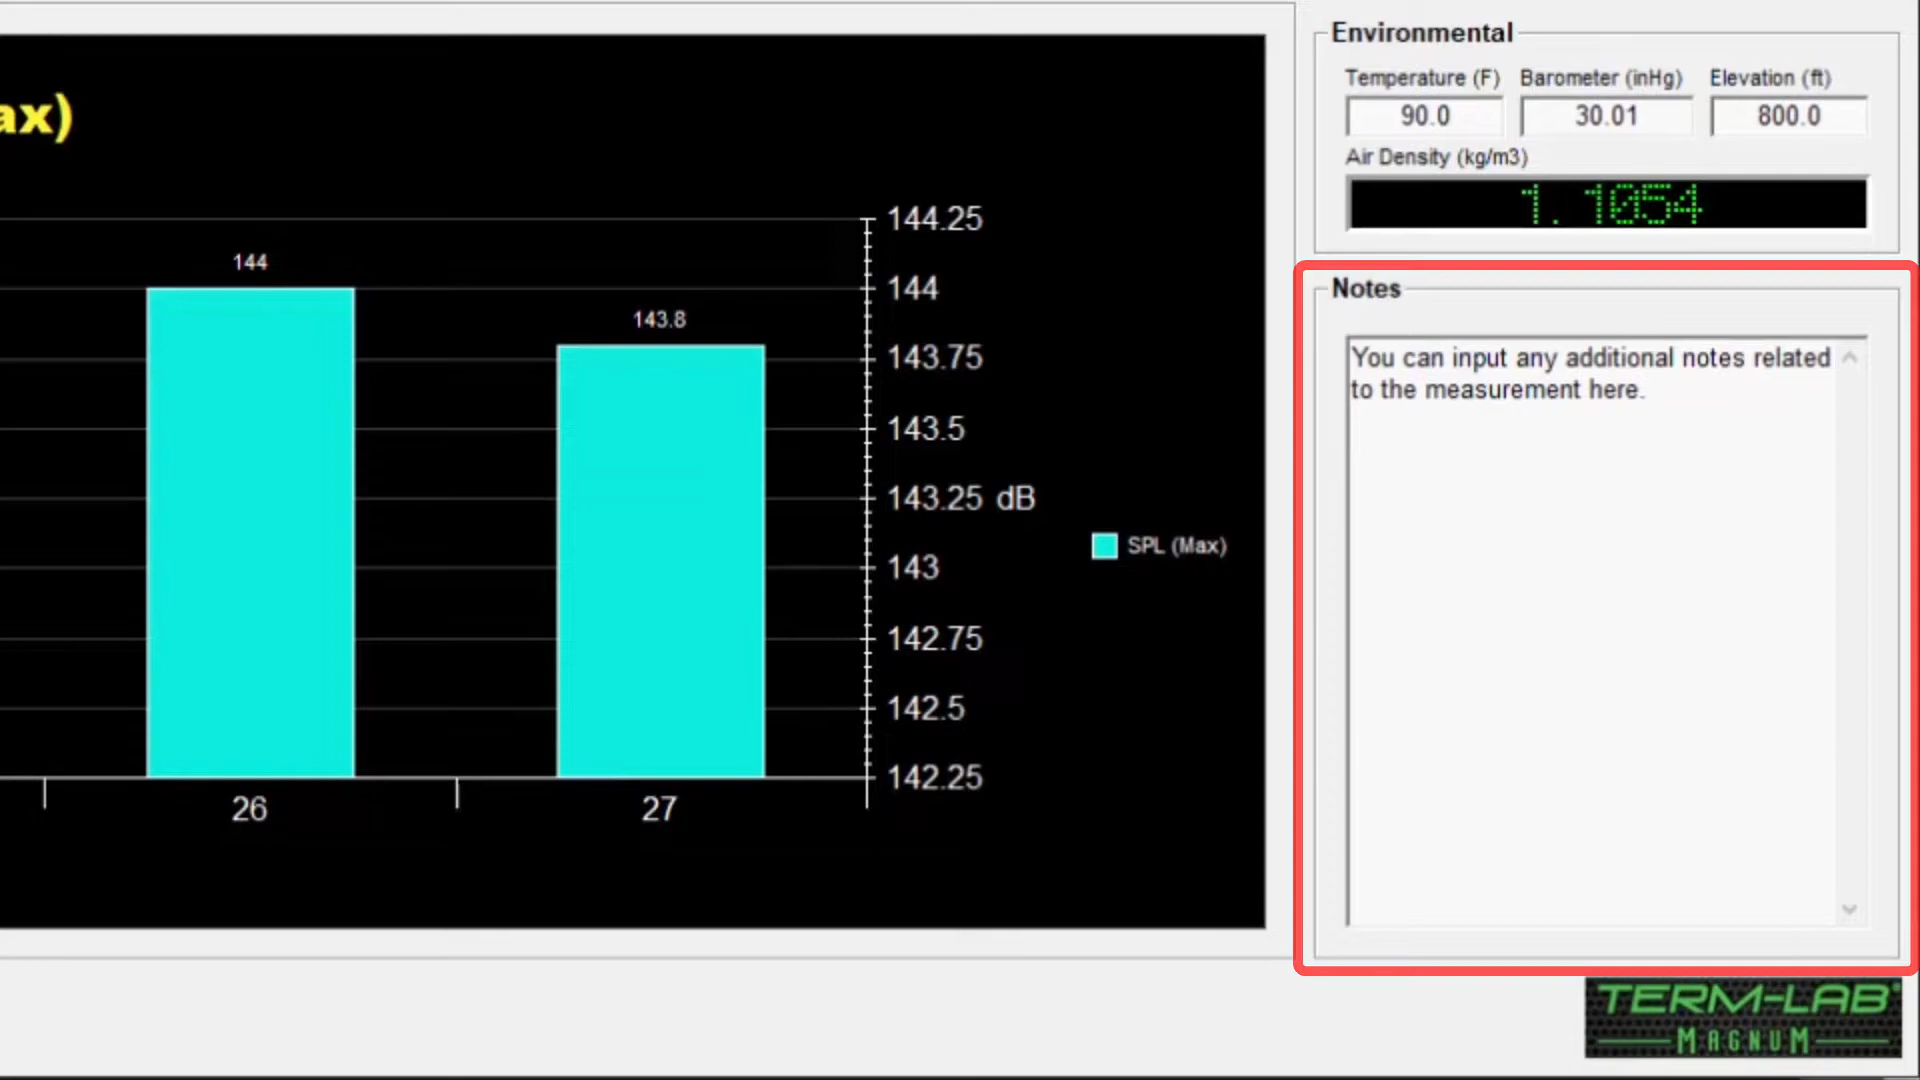 ax)
144.25
144
143.75
143.5
143.25 dB
143
142.75
142.5
142.25
144
143.8
26
27
SPL (Max)
Environmental
Temperature (F) Barometer (inHg) Elevation (ft)
90.0 30.01 800.0
Air Density (kg/m3)
1.1054
Notes
You can input any additional notes related
to the measurement here.
TERM-LAB
MAGNUM